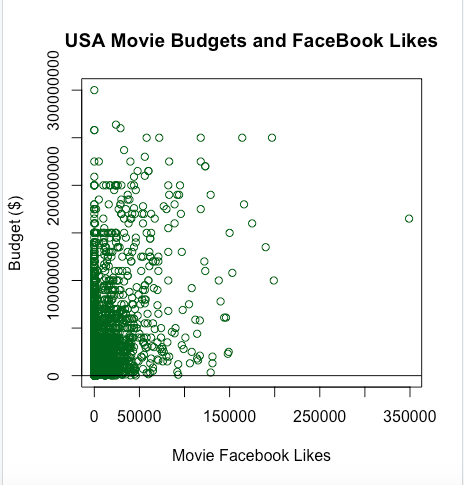 USA Movie Budgets and FaceBook Likes
Budget ($)
300000000
200000000
100000000
0
0 50000 150000 250000 350000
Movie Facebook Likes